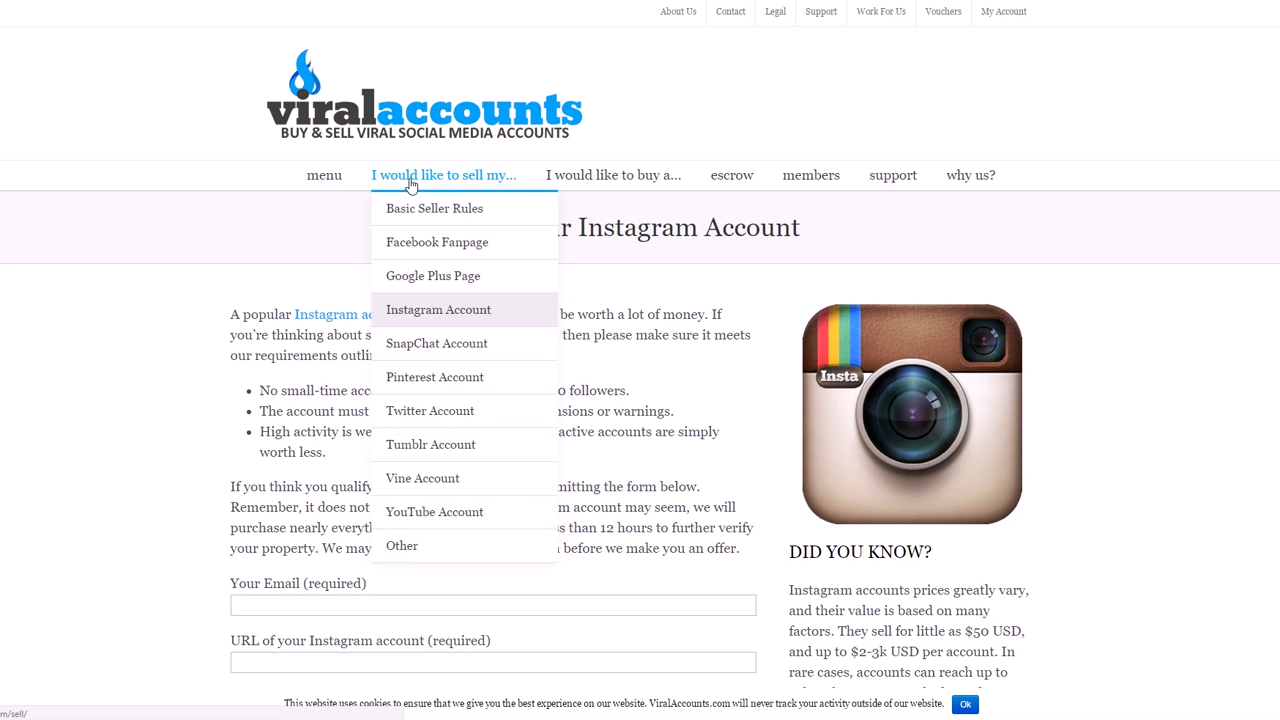 About Us Contact Legal Support Work For Us Vouchers My Account
viralaccounts
BUY & SELL VIRAL SOCIAL MEDIA ACCOUNTS
menu I would like to sell my... I would like to buy a... escrow members support why us?
Basic Seller Rules
Facebook Fanpage
Google Plus Page
Instagram Account
SnapChat Account
Pinterest Account
Twitter Account
Tumblr Account
Vine Account
YouTube Account
Other
Instagram Account
A popular Instagram be worth a lot of money. If
you're thinking about then please make sure it meets
our requirements
• No small-time followers.
• The account must or warnings.
• High activity is accounts are simply
worth less.
If you think you qualify the form below.
Remember, it does not account may seem, we will
purchase nearly than 12 hours to further verify
your property. We may before we make you an offer.
Your Email (required)
URL of your Instagram account (required)
Insta
DID YOU KNOW?
Instagram accounts prices greatly vary,
and their value is based on many
factors. They sell for little as $50 USD,
and up to $2-3k USD per account. In
rare cases, accounts can reach up to
This website uses cookies to ensure that we give you the best experience on our website. ViralAccounts.com will never track your activity outside of our website. Ok
m/sell/